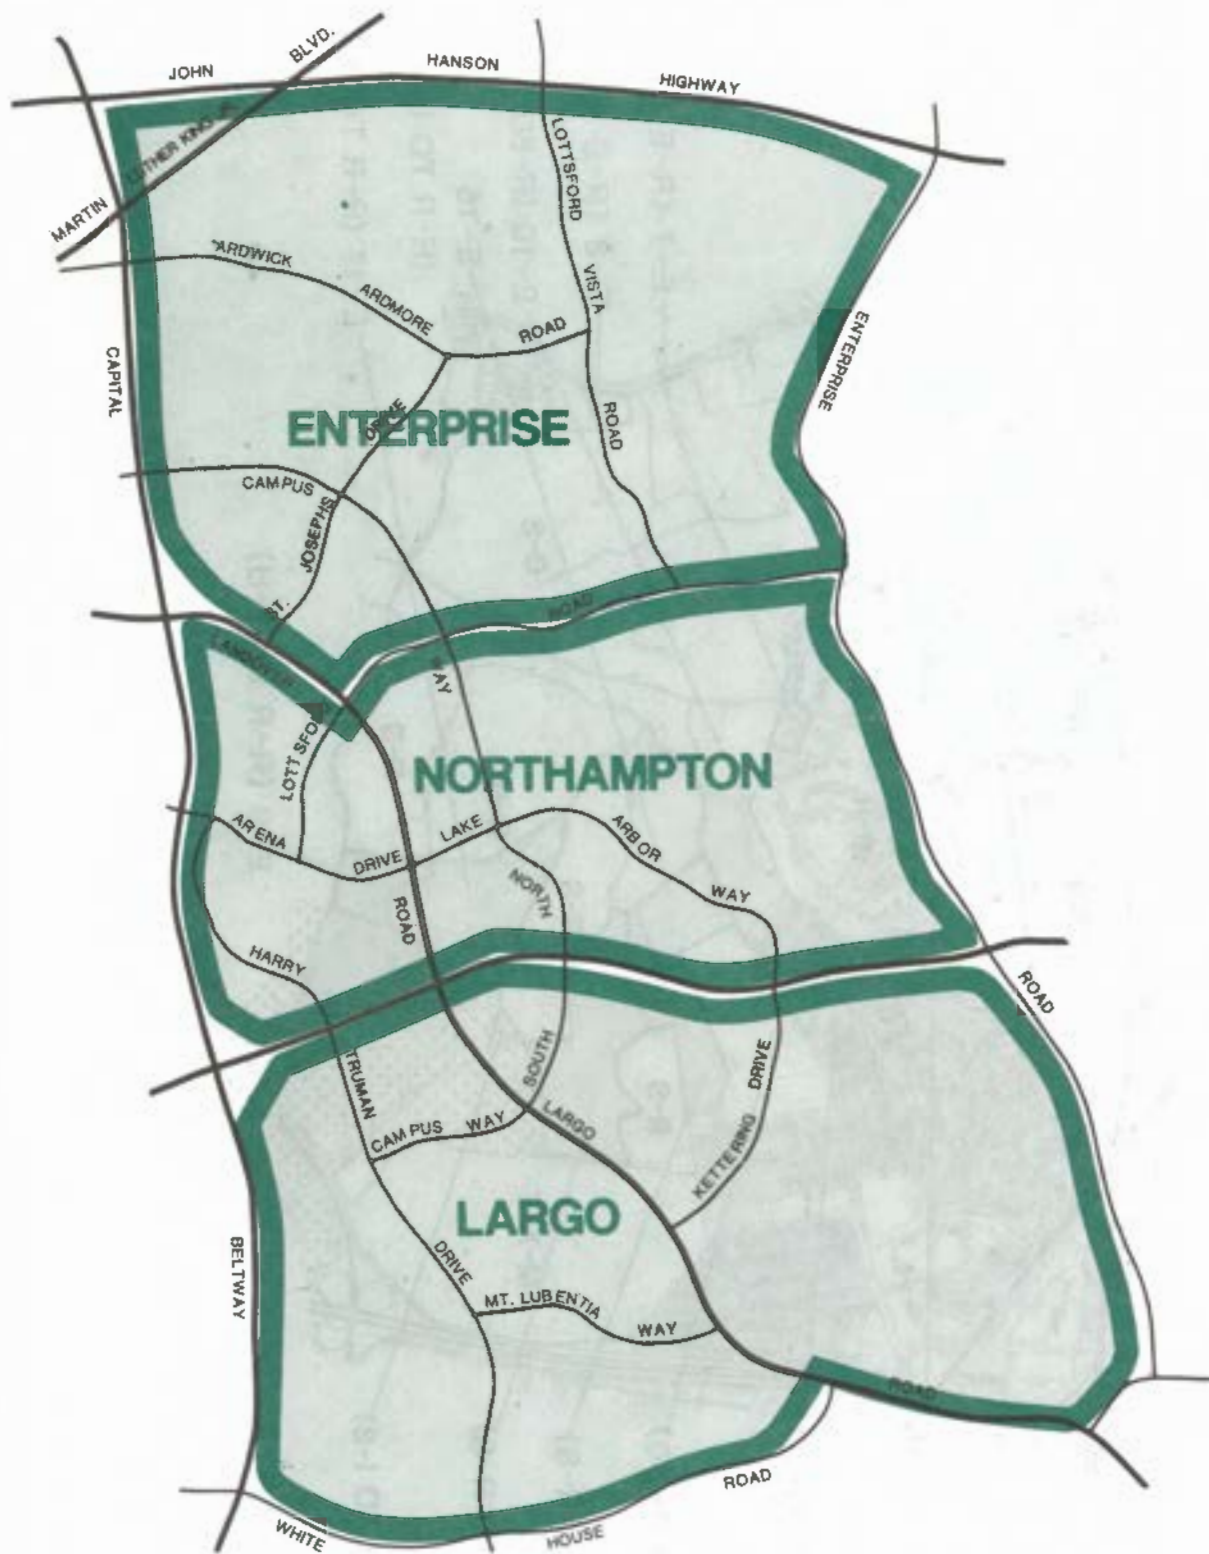 JOHN HANSON HIGHWAY
MARTIN LUTHER KING JR. BLVD.
LOTTSFORD VISTA ROAD
ARDWICK ARDMORE ROAD
CAPITAL
ENTERPRISE
ENTERPRISE
DRIVE
CAMPUS
JOSEPHS
ST.
ROAD
LANDOVER
WAY
LOTTSFORD
NORTHAMPTON
ARENA DRIVE
LAKE ARBOR WAY
NORTH
ROAD
HARRY
ROAD
TRUMAN
SOUTH
DRIVE
CAMPUS WAY
LARGO
KETTERING
LARGO
BELTWAY
DRIVE
MT. LUBENTIA WAY
ROAD
WHITE HOUSE ROAD